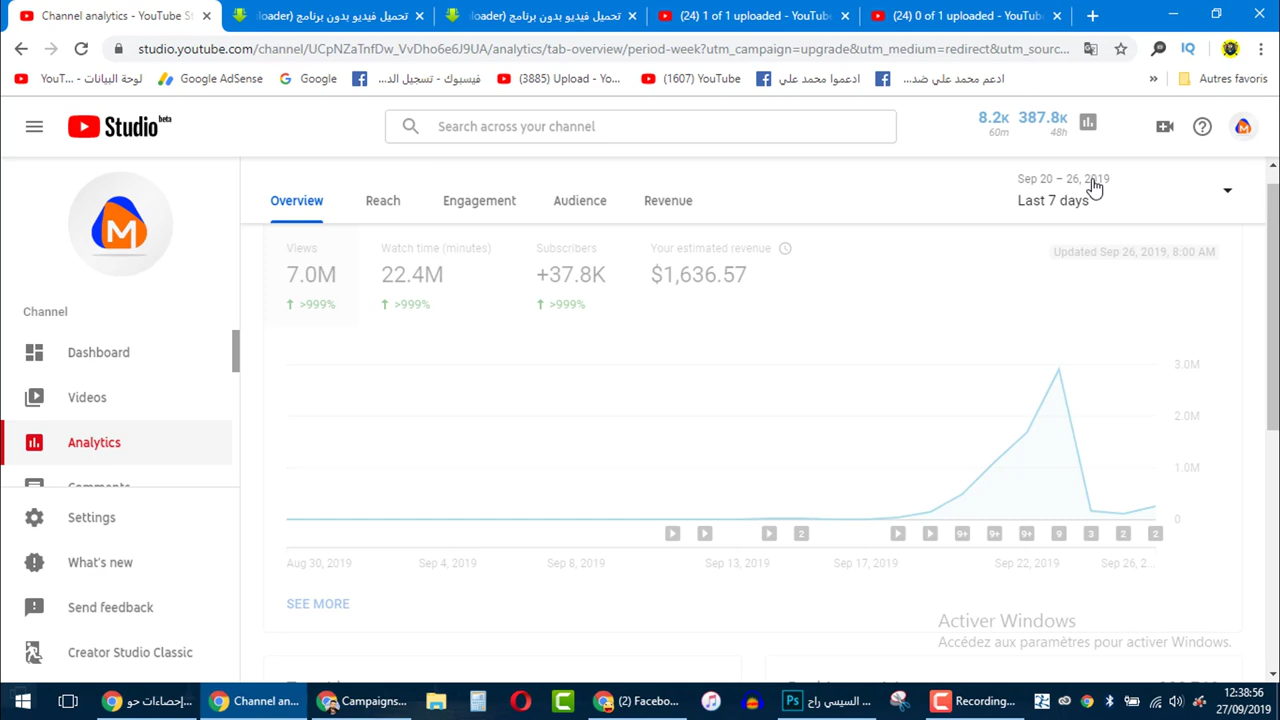 Channel analytics - YouTube St
تحميل فيديو بدون برنامج (loader
تحميل فيديو بدون برنامج (loader
(24) 1 of 1 uploaded - YouTube
(24) 0 of 1 uploaded - YouTube
studio.youtube.com/channel/UCpNZaTnfDw_VvDho6e6J9UA/analytics/tab-overview/period-week?utm_campaign=upgrade&utm_medium=redirect&utm_sourc...
لوحة البيانات - YouT...
Google AdSense
Google
فيسبوك - تسجيل الد...
(3885) Upload - Yo...
(1607) YouTube
ادعموا محمد علي
ادعم محمد علي ضد...
»
Autres favoris
Studio beta
Search across your channel
8.2K 387.8K
60m 48h
Overview
Reach
Engagement
Audience
Revenue
Sep 20 – 26, 2019
Last 7 days
Views
Watch time (minutes)
Subscribers
Your estimated revenue
Updated Sep 26, 2019, 8:00 AM
7.0M
22.4M
+37.8K
$1,636.57
>999%
>999%
>999%
3.0M
2.0M
1.0M
0
2
9+
9+
9+
9
3
2
2
Aug 30, 2019
Sep 4, 2019
Sep 8, 2019
Sep 13, 2019
Sep 17, 2019
Sep 22, 2019
Sep 26, 2...
SEE MORE
M
Channel
Dashboard
Videos
Analytics
Comments
Settings
What's new
Send feedback
Creator Studio Classic
Activer Windows
Accédez aux paramètres pour activer Windows.
إحصاءات حو...
Channel an...
Campaigns...
(2) Facebo...
السيسي راح ...
Recording...
12:38:56
27/09/2019